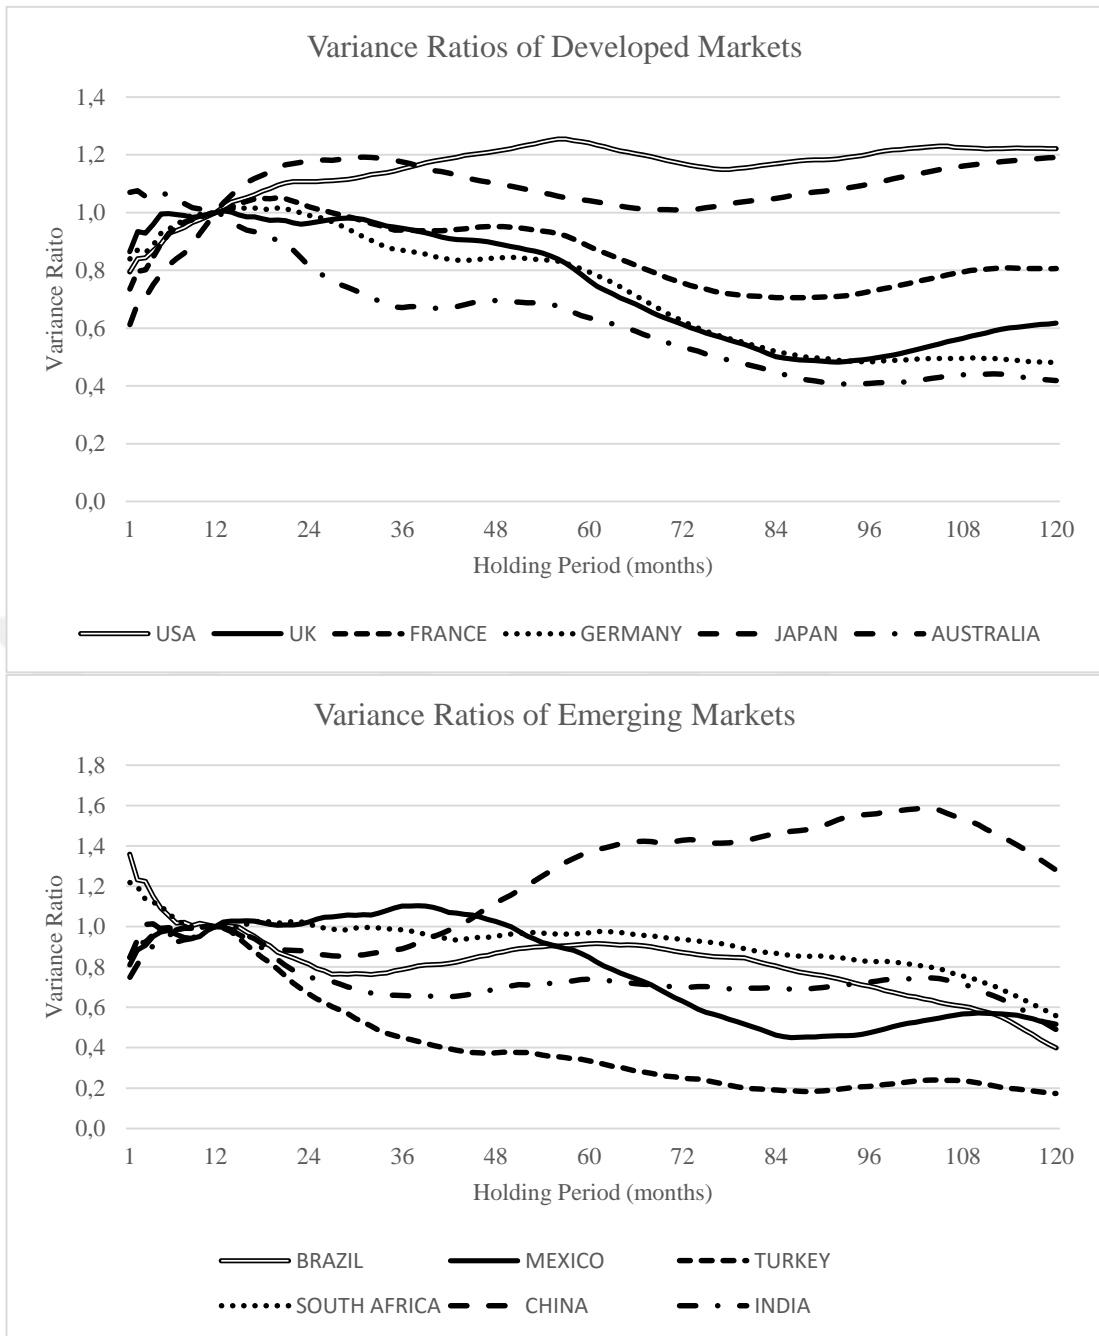 Variance Ratios of Developed Markets
1,4
1,2
1,0
0,8
0,6
0,4
0,2
0,0
Variance Raito
1 12 24 36 48 60 72 84 96 108 120
Holding Period (months)
USA UK FRANCE GERMANY JAPAN AUSTRALIA
Variance Ratios of Emerging Markets
1,8
1,6
1,4
1,2
1,0
0,8
0,6
0,4
0,2
0,0
Variance Ratio
1 12 24 36 48 60 72 84 96 108 120
Holding Period (months)
BRAZIL MEXICO TURKEY
SOUTH AFRICA CHINA INDIA